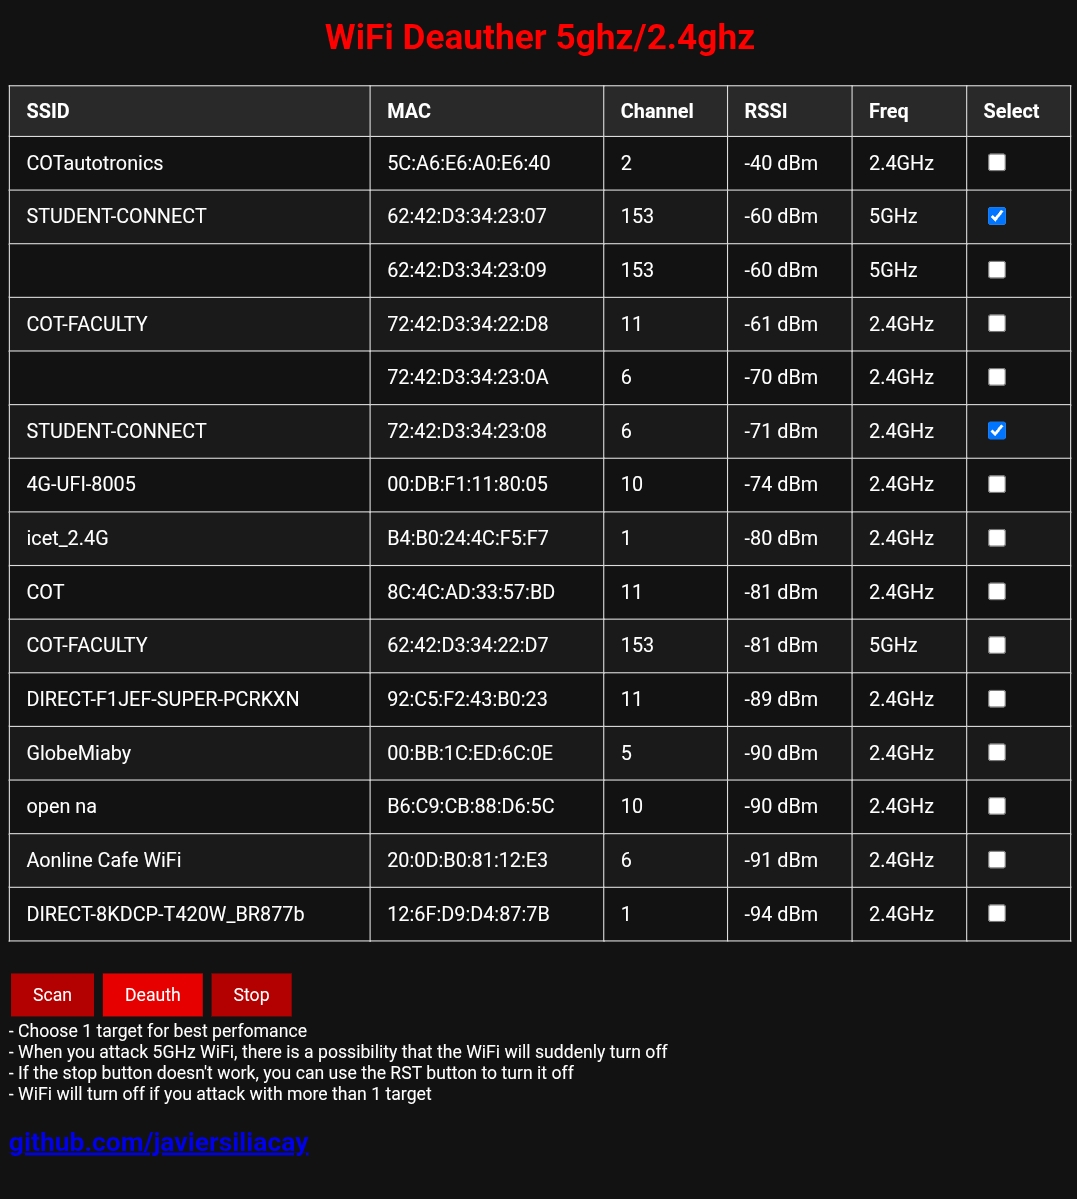 WiFi Deauther 5ghz/2.4ghz
SSID MAC Channel RSSI Freq Select
COTautotronics 5C:A6:E6:A0:E6:40 2 -40 dBm 2.4GHz
STUDENT-CONNECT 62:42:D3:34:23:07 153 -60 dBm 5GHz
62:42:D3:34:23:09 153 -60 dBm 5GHz
COT-FACULTY 72:42:D3:34:22:D8 11 -61 dBm 2.4GHz
72:42:D3:34:23:0A 6 -70 dBm 2.4GHz
STUDENT-CONNECT 72:42:D3:34:23:08 6 -71 dBm 2.4GHz
4G-UFI-8005 00:DB:F1:11:80:05 10 -74 dBm 2.4GHz
icet_2.4G B4:B0:24:4C:F5:F7 1 -80 dBm 2.4GHz
COT 8C:4C:AD:33:57:BD 11 -81 dBm 2.4GHz
COT-FACULTY 62:42:D3:34:22:D7 153 -81 dBm 5GHz
DIRECT-F1JEF-SUPER-PCRKXN 92:C5:F2:43:B0:23 11 -89 dBm 2.4GHz
GlobeMiaby 00:BB:1C:ED:6C:0E 5 -90 dBm 2.4GHz
open na B6:C9:CB:88:D6:5C 10 -90 dBm 2.4GHz
Aonline Cafe WiFi 20:0D:B0:81:12:E3 6 -91 dBm 2.4GHz
DIRECT-8KDCP-T420W_BR877b 12:6F:D9:D4:87:7B 1 -94 dBm 2.4GHz
Scan Deauth Stop
- Choose 1 target for best perfomance
- When you attack 5GHz WiFi, there is a possibility that the WiFi will suddenly turn off
- If the stop button doesn't work, you can use the RST button to turn it off
- WiFi will turn off if you attack with more than 1 target
github.com/javiersiliacay